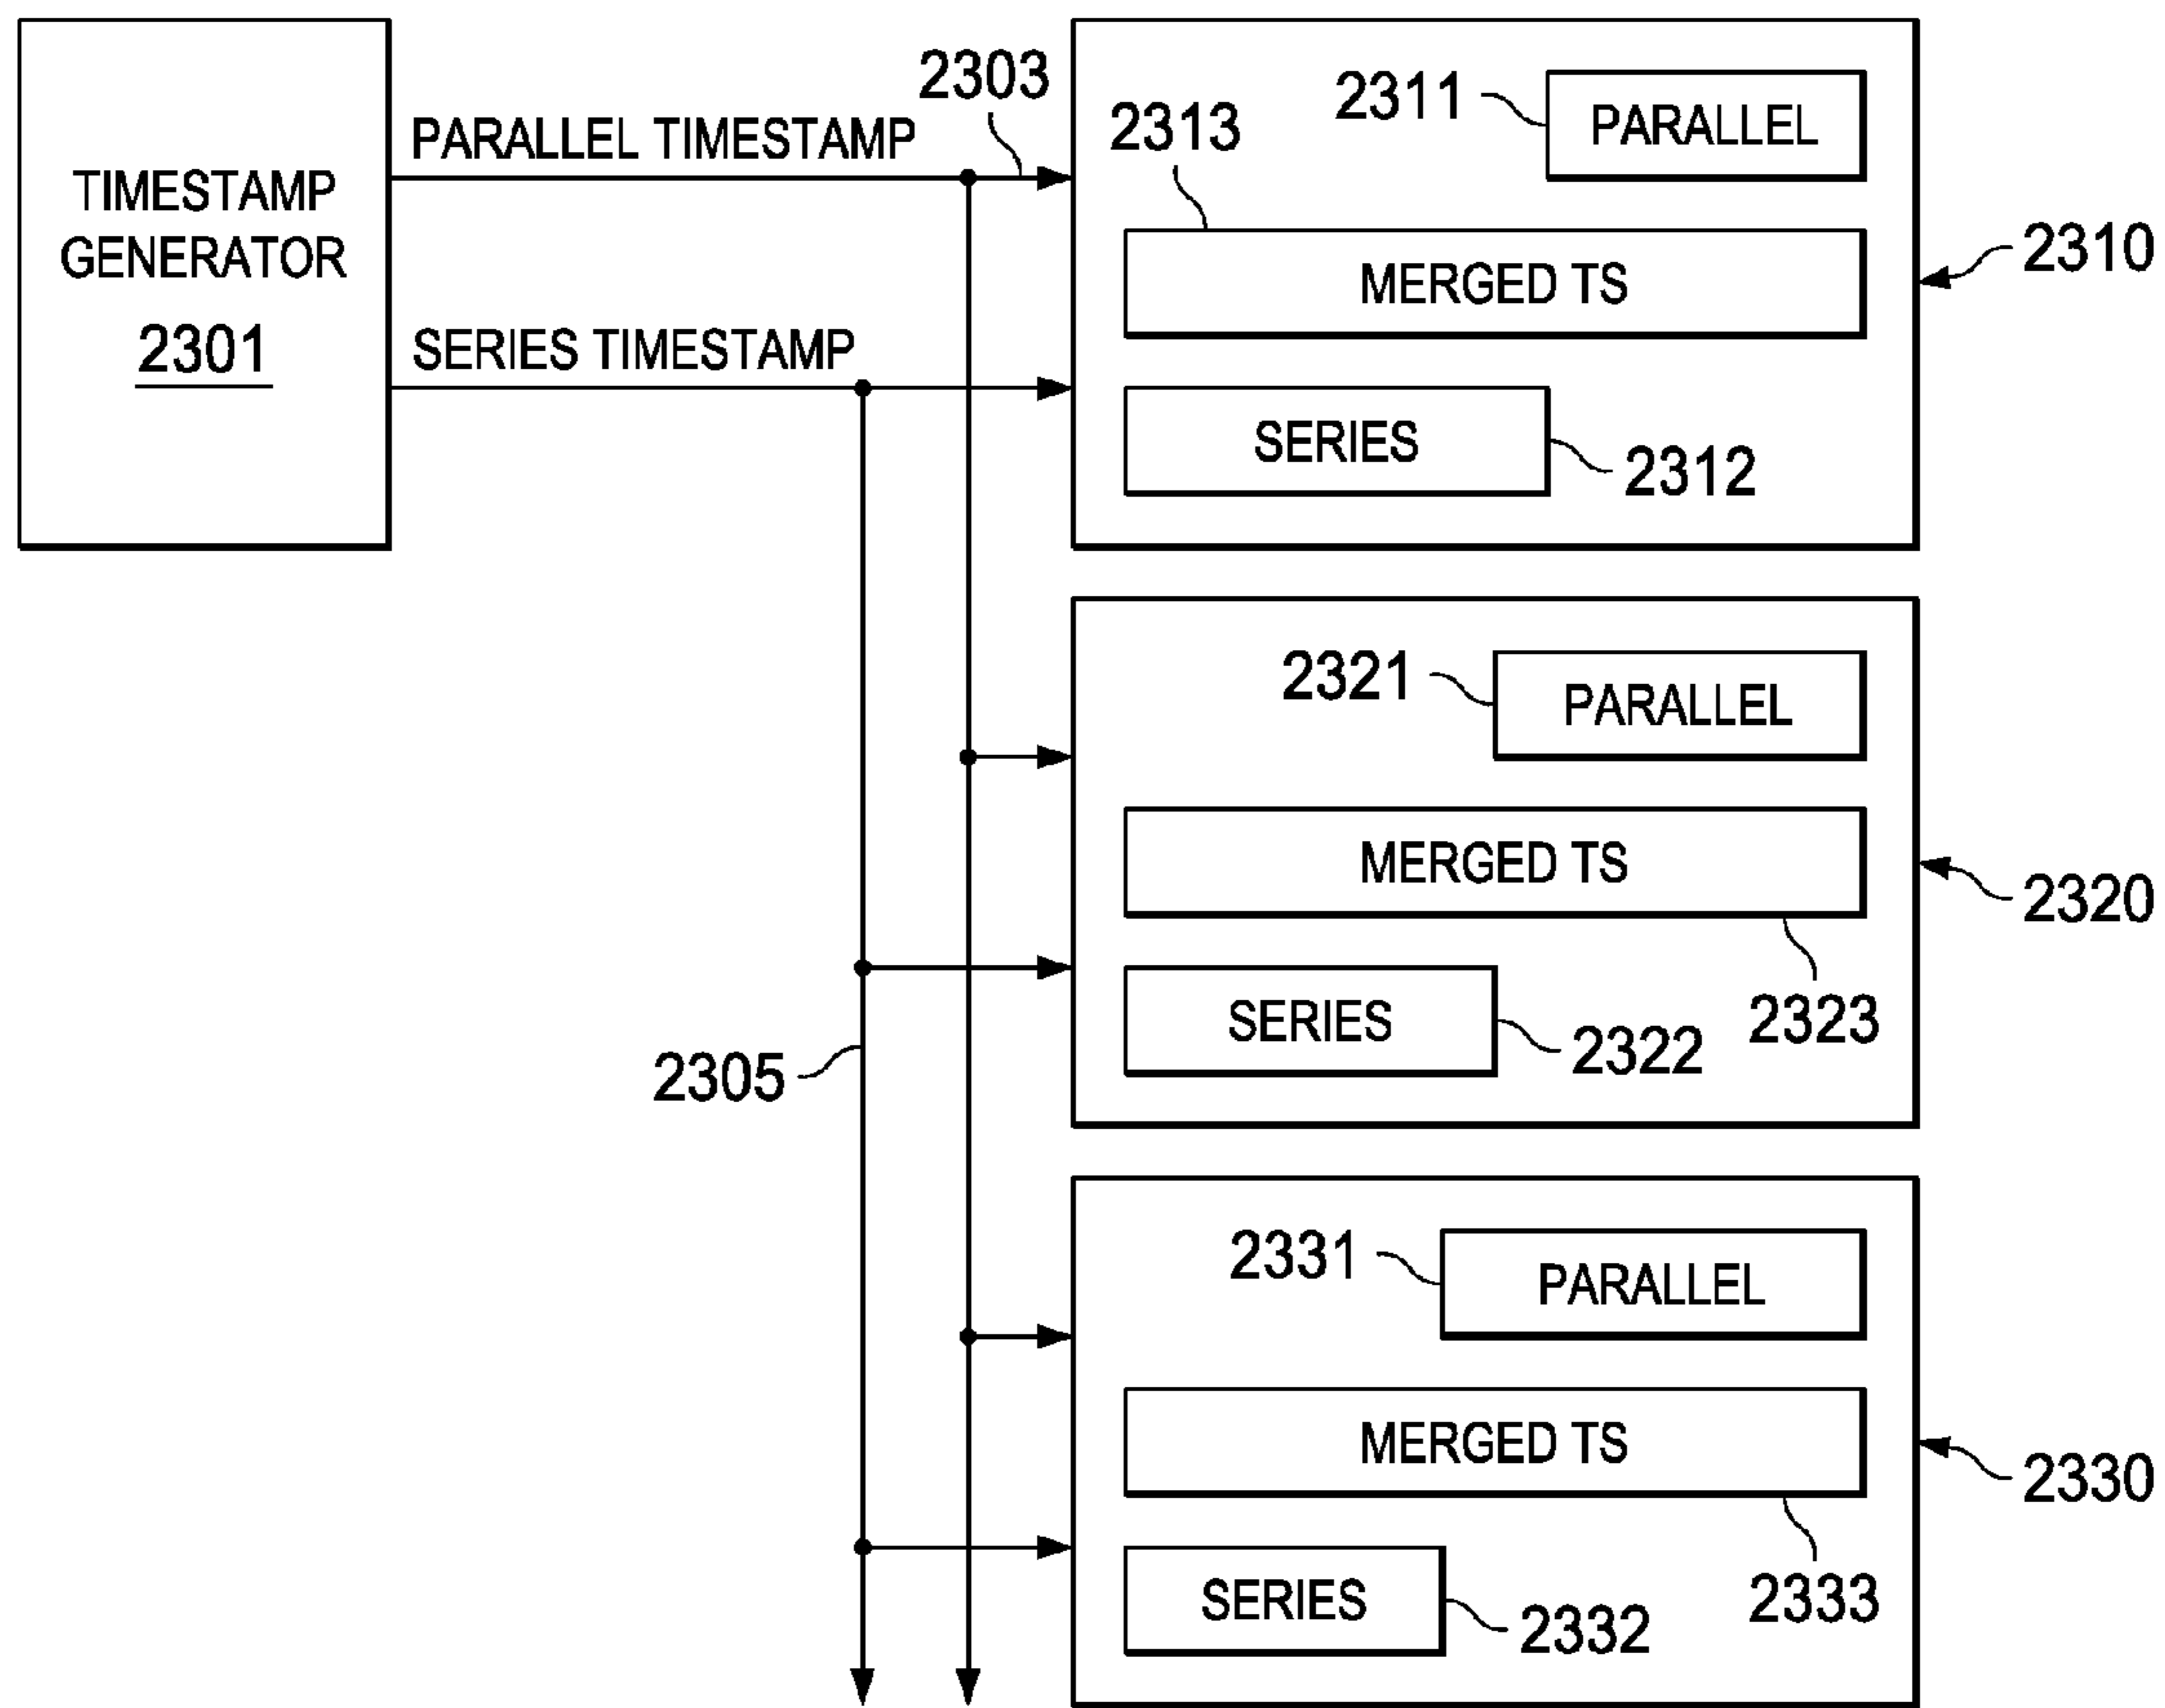 TIMESTAMP
GENERATOR
2301
PARALLEL TIMESTAMP
2303
SERIES TIMESTAMP
2305
2311
PARALLEL
2313
MERGED TS
2310
SERIES
2312
2321
PARALLEL
MERGED TS
2320
2323
SERIES
2322
2331
PARALLEL
MERGED TS
2330
2333
SERIES
2332